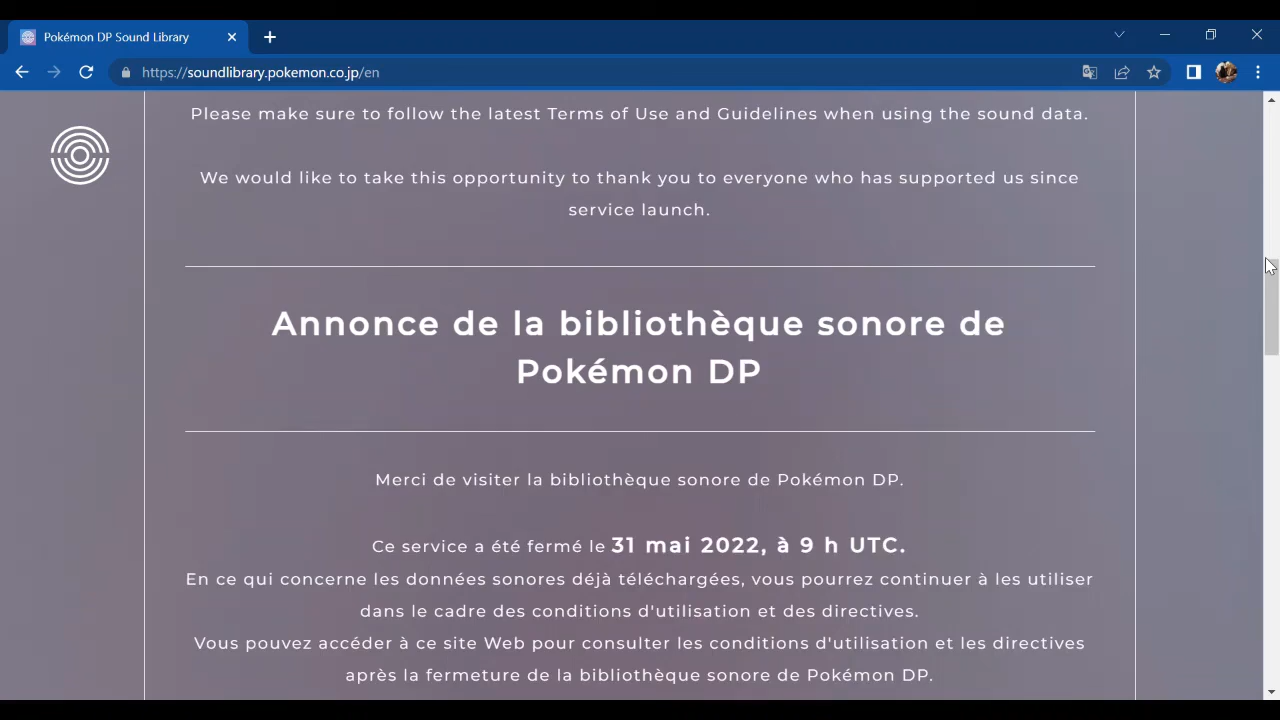 Pokémon DP Sound Library
https://soundlibrary.pokemon.co.jp/en
Please make sure to follow the latest Terms of Use and Guidelines when using the sound data.
We would like to take this opportunity to thank you to everyone who has supported us since
service launch.
Annonce de la bibliothèque sonore de
Pokémon DP
Merci de visiter la bibliothèque sonore de Pokémon DP.
Ce service a été fermé le 31 mai 2022, à 9 h UTC.
En ce qui concerne les données sonores déjà téléchargées, vous pourrez continuer à les utiliser
dans le cadre des conditions d'utilisation et des directives.
Vous pouvez accéder à ce site Web pour consulter les conditions d'utilisation et les directives
après la fermeture de la bibliothèque sonore de Pokémon DP.